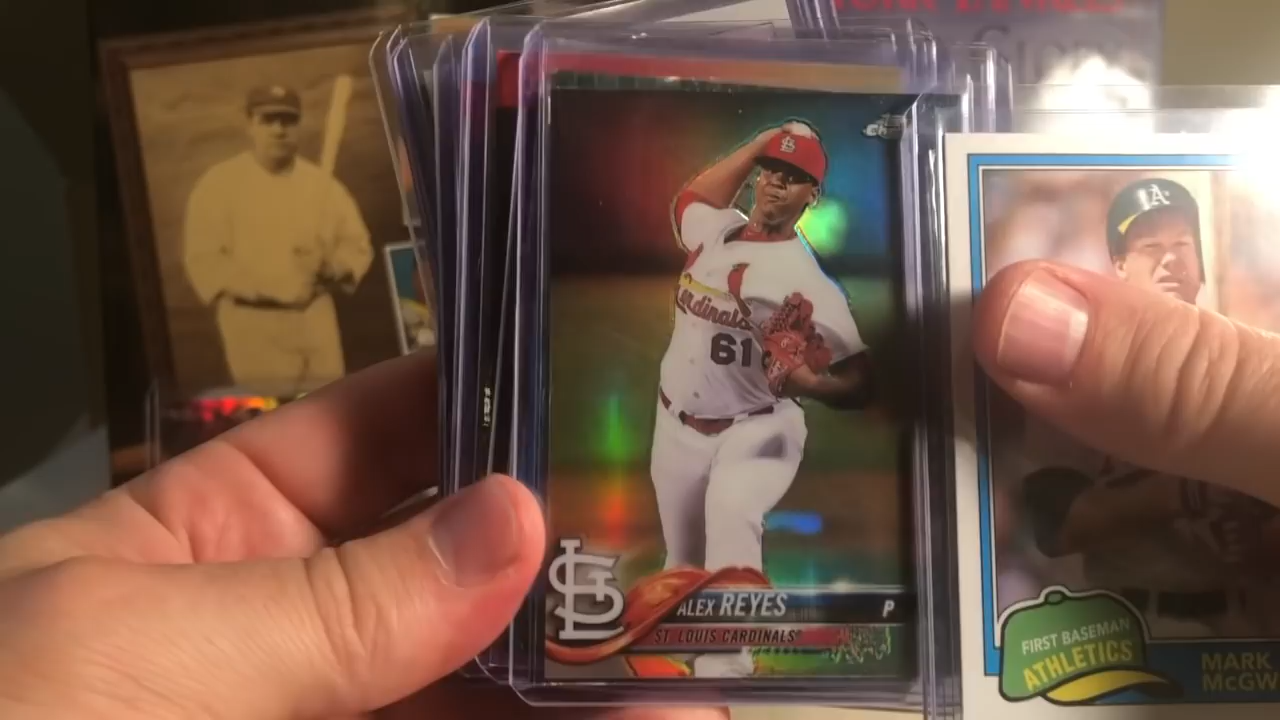 A
Cardinals
61
ALEX REYES P
ST. LOUIS CARDINALS®
FIRST BASEMAN
ATHLETICS
MARK
McGW